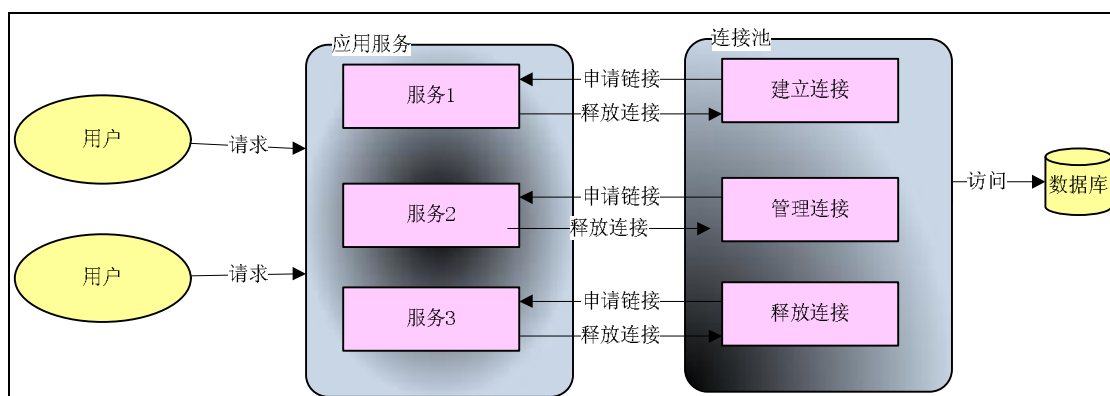 应用服务
连接池
服务1
申请链接
建立连接
释放连接
用户
请求
服务2
申请链接
管理连接
释放连接
访问
数据库
用户
请求
服务3
申请链接
释放连接
释放连接